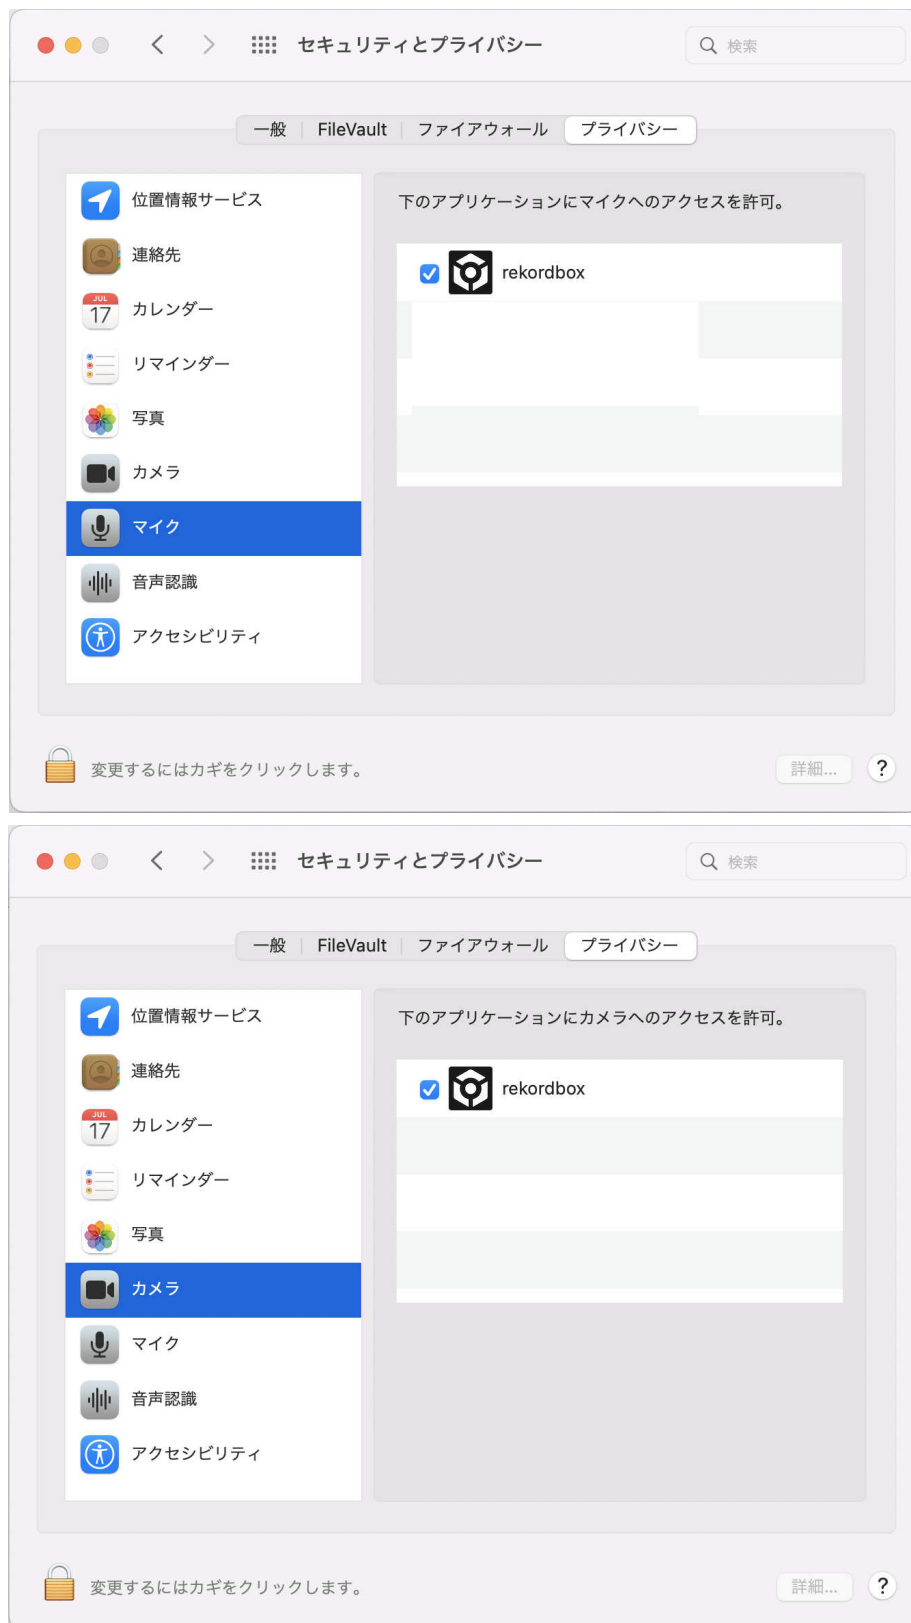 セキュリティとプライバシー
検索
一般 FileVault ファイアウォール プライバシー
位置情報サービス
連絡先
JUL
17
カレンダー
リマインダー
写真
カメラ
マイク
音声認識
アクセシビリティ
下のアプリケーションにマイクへのアクセスを許可。
rekordbox
変更するにはカギをクリックします。
詳細...
?
セキュリティとプライバシー
検索
一般 FileVault ファイアウォール プライバシー
位置情報サービス
連絡先
JUL
17
カレンダー
リマインダー
写真
カメラ
マイク
音声認識
アクセシビリティ
下のアプリケーションにカメラへのアクセスを許可。
rekordbox
変更するにはカギをクリックします。
詳細...
?